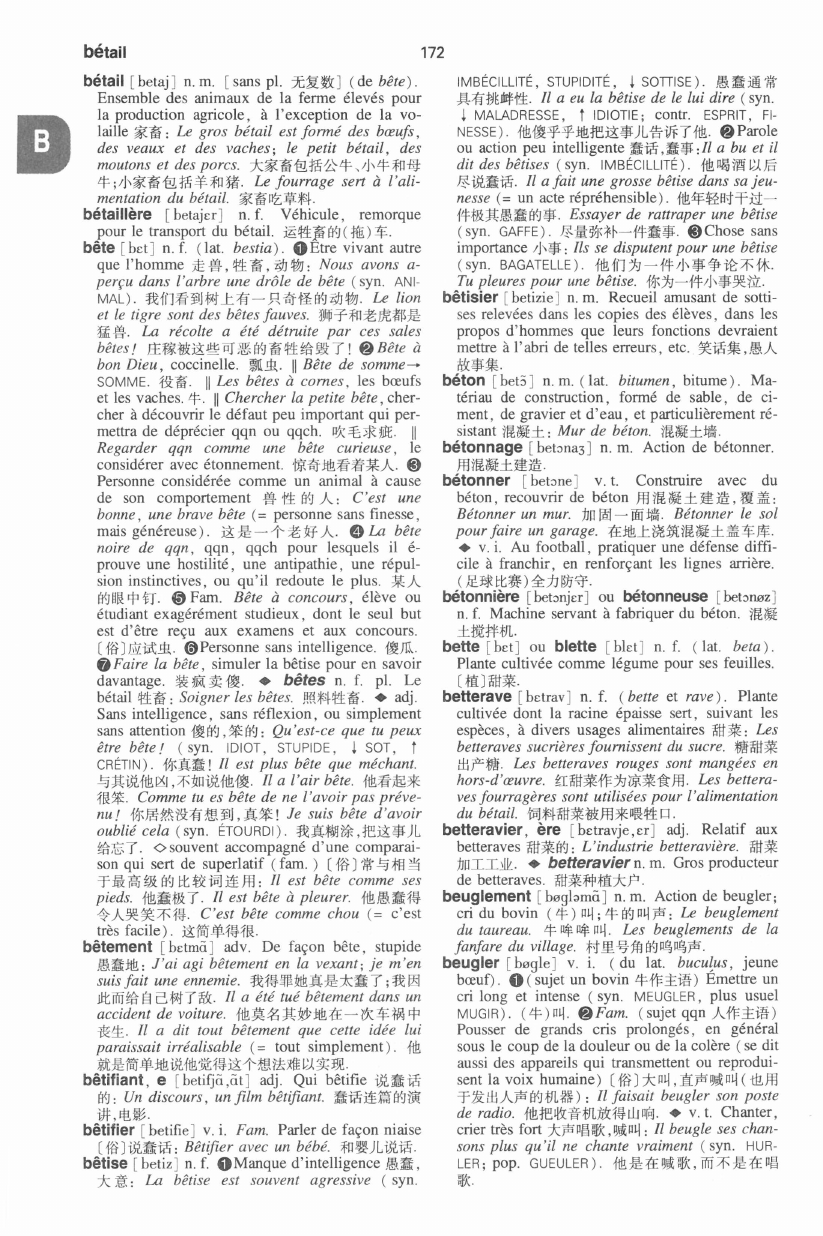 bétail
172
B
bétail [betaj] n. m. [sans pl. 无复数] (de bête).
Ensemble des animaux de la ferme élevés pour
la production agricole, à l'exception de la vo-
laille 家畜: Le gros bétail est formé des bœufs,
des veaux et des vaches; le petit bétail, des
moutons et des porcs. 大家畜包括公牛、小牛和母
牛;小家畜包括羊和猪. Le fourrage sert à l'ali-
mentation du bétail. 家畜吃草料.
bétaillère [betajɛr] n. f. Véhicule, remorque
pour le transport du bétail. 运牲畜的(拖)车.
bête [bɛt] n. f. (lat. bestia). ❶Être vivant autre
que l'homme 走兽,牲畜,动物: Nous avons a-
perçu dans l'arbre une drôle de bête (syn. ANI-
MAL). 我们看到树上有一只奇怪的动物. Le lion
et le tigre sont des bêtes fauves. 狮子和老虎都是
猛兽. La récolte a été détruite par ces sales
bêtes! 庄稼被这些可恶的畜牲给毁了! ❷Bête à
bon Dieu, coccinelle. 瓢虫. ‖ Bête de somme→
SOMME. 役畜. ‖ Les bêtes à cornes, les bœufs
et les vaches. 牛. ‖ Chercher la petite bête, cher-
cher à découvrir le défaut peu important qui per-
mettra de déprécier qqn ou qqch. 吹毛求疵. ‖
Regarder qqn comme une bête curieuse, le
considérer avec étonnement. 惊奇地看着某人. ❸
Personne considérée comme un animal à cause
de son comportement 兽性的人: C'est une
bonne, une brave bête (= personne sans finesse,
mais généreuse). 这是一个老好人. ❹La bête
noire de qqn, qqn, qqch pour lesquels il é-
prouve une hostilité, une antipathie, une répul-
sion instinctives, ou qu'il redoute le plus. 某人
的眼中钉. ❺Fam. Bête à concours, élève ou
étudiant exagérément studieux, dont le seul but
est d'être reçu aux examens et aux concours.
〔俗〕应试虫. ❻Personne sans intelligence. 傻瓜.
❼Faire la bête, simuler la bêtise pour en savoir
davantage. 装疯卖傻. ◆ bêtes n. f. pl. Le
bétail 牲畜: Soigner les bêtes. 照料牲畜. ◆ adj.
Sans intelligence, sans réflexion, ou simplement
sans attention 傻的,笨的: Qu'est-ce que tu peux
être bête! (syn. IDIOT, STUPIDE, ↓ SOT, ↑
CRÉTIN). 你真蠢! Il est plus bête que méchant.
与其说他凶,不如说他傻. Il a l'air bête. 他看起来
很笨. Comme tu es bête de ne l'avoir pas préve-
nu! 你居然没有想到,真笨! Je suis bête d'avoir
oublié cela (syn. ÉTOURDI). 我真糊涂,把这事儿
给忘了. ◇souvent accompagné d'une comparai-
son qui sert de superlatif (fam.) 〔俗〕常与相当
于最高级的比较词连用: Il est bête comme ses
pieds. 他蠢极了. Il est bête à pleurer. 他愚蠢得
令人哭笑不得. C'est bête comme chou (= c'est
très facile). 这简单得很.
bêtement [bɛtmɑ̃] adv. De façon bête, stupide
愚蠢地: J'ai agi bêtement en la vexant; je m'en
suis fait une ennemie. 我得罪她真是太蠢了;我因
此而给自己树了敌. Il a été tué bêtement dans un
accident de voiture. 他莫名其妙地在一次车祸中
丧生. Il a dit tout bêtement que cette idée lui
paraissait irréalisable (= tout simplement). 他
就是简单地说他觉得这个想法难以实现.
bêtifiant, e [betifjɑ̃,ɑ̃t] adj. Qui bêtifie 说蠢话
的: Un discours, un film bêtifiant. 蠢话连篇的演
讲,电影.
bêtifier [betifie] v. i. Fam. Parler de façon niaise
〔俗〕说蠢话: Bêtifier avec un bébé. 和婴儿说话.
bêtise [betiz] n. f. ❶Manque d'intelligence 愚蠢,
大意: La bêtise est souvent agressive (syn.
IMBÉCILLITÉ, STUPIDITÉ, ↓ SOTTISE). 愚蠢通常
具有挑衅性. Il a eu la bêtise de le lui dire (syn.
↓ MALADRESSE, ↑ IDIOTIE; contr. ESPRIT, FI-
NESSE). 他傻乎乎地把这事儿告诉了他. ❷Parole
ou action peu intelligente 蠢话,蠢事:Il a bu et il
dit des bêtises (syn. IMBÉCILLITÉ). 他喝酒以后
尽说蠢话. Il a fait une grosse bêtise dans sa jeu-
nesse (= un acte répréhensible). 他年轻时干过一
件极其愚蠢的事. Essayer de rattraper une bêtise
(syn. GAFFE). 尽量弥补一件蠢事. ❸Chose sans
importance 小事: Ils se disputent pour une bêtise
(syn. BAGATELLE). 他们为一件小事争论不休.
Tu pleures pour une bêtise. 你为一件小事哭泣.
bêtisier [betizie] n. m. Recueil amusant de sotti-
ses relevées dans les copies des élèves, dans les
propos d'hommes que leurs fonctions devraient
mettre à l'abri de telles erreurs, etc. 笑话集,愚人
故事集.
béton [betɔ̃] n. m. (lat. bitumen, bitume). Ma-
tériau de construction, formé de sable, de ci-
ment, de gravier et d'eau, et particulièrement ré-
sistant 混凝土: Mur de béton. 混凝土墙.
bétonnage [betɔnaʒ] n. m. Action de bétonner.
用混凝土建造.
bétonner [betɔne] v. t. Construire avec du
béton, recouvrir de béton 用混凝土建造,覆盖:
Bétonner un mur. 加固一面墙. Bétonner le sol
pour faire un garage. 在地上浇筑混凝土盖车库.
◆ v. i. Au football, pratiquer une défense diffi-
cile à franchir, en renforçant les lignes arrière.
(足球比赛)全力防守.
bétonnière [betɔnjɛr] ou bétonneuse [betɔnøz]
n. f. Machine servant à fabriquer du béton. 混凝
土搅拌机.
bette [bɛt] ou blette [blɛt] n. f. (lat. beta).
Plante cultivée comme légume pour ses feuilles.
〔植〕甜菜.
betterave [bɛtrav] n. f. (bette et rave). Plante
cultivée dont la racine épaisse sert, suivant les
espèces, à divers usages alimentaires 甜菜: Les
betteraves sucrières fournissent du sucre. 糖甜菜
出产糖. Les betteraves rouges sont mangées en
hors-d'œuvre. 红甜菜作为凉菜食用. Les bettera-
ves fourragères sont utilisées pour l'alimentation
du bétail. 饲料甜菜被用来喂牲口.
betteravier, ère [bɛtravje,ɛr] adj. Relatif aux
betteraves 甜菜的: L'industrie betteravière. 甜菜
加工工业. ◆ betteravier n. m. Gros producteur
de betteraves. 甜菜种植大户.
beuglement [bøgləmɑ̃] n. m. Action de beugler;
cri du bovin (牛)叫;牛的叫声: Le beuglement
du taureau. 牛哞哞叫. Les beuglements de la
fanfare du village. 村里号角的呜呜声.
beugler [bøgle] v. i. (du lat. buculus, jeune
bœuf). ❶(sujet un bovin 牛作主语) Émettre un
cri long et intense (syn. MEUGLER, plus usuel
MUGIR). (牛)叫. ❷Fam. (sujet qqn 人作主语)
Pousser de grands cris prolongés, en général
sous le coup de la douleur ou de la colère (se dit
aussi des appareils qui transmettent ou reprodui-
sent la voix humaine) 〔俗〕大叫,直声喊叫(也用
于发出人声的机器): Il faisait beugler son poste
de radio. 他把收音机放得山响. ◆ v. t. Chanter,
crier très fort 大声唱歌,喊叫: Il beugle ses chan-
sons plus qu'il ne chante vraiment (syn. HUR-
LER; pop. GUEULER). 他是在喊歌,而不是在唱
歌.